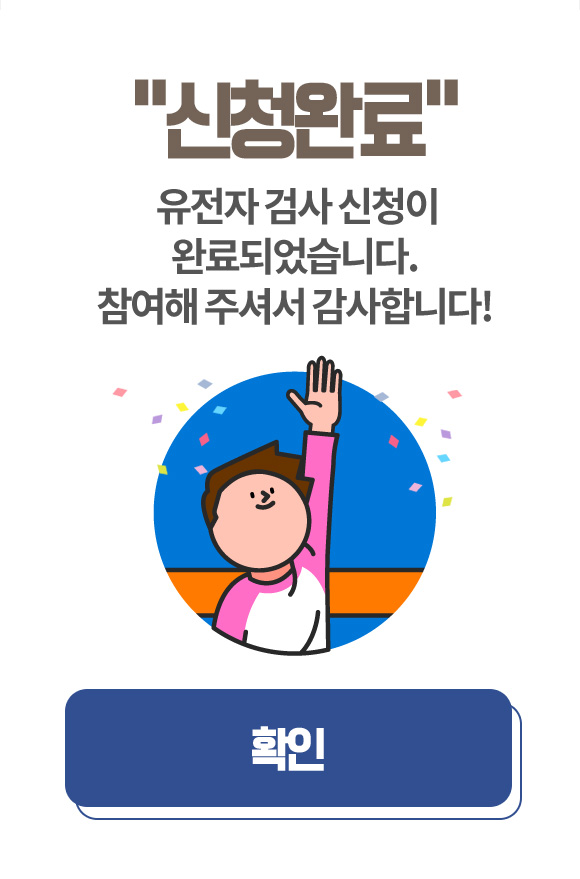 "신청완료"
유전자 검사 신청이
완료되었습니다.
참여해 주셔서 감사합니다!
확인